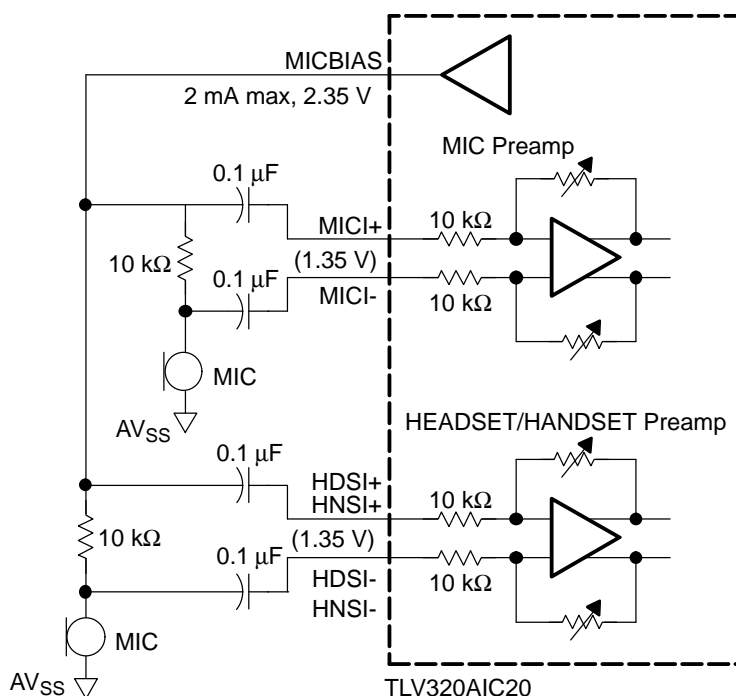 MICBIAS
2 mA max, 2.35 V
MIC Preamp
0.1 μF
MICI+
10 kΩ
10 kΩ
0.1 μF
(1.35 V)
MICI-
10 kΩ
MIC
AVSS
HEADSET/HANDSET Preamp
0.1 μF
HDSI+
HNSI+
10 kΩ
10 kΩ
0.1 μF
(1.35 V)
HDSI-
HNSI-
10 kΩ
MIC
AVSS
TLV320AIC20